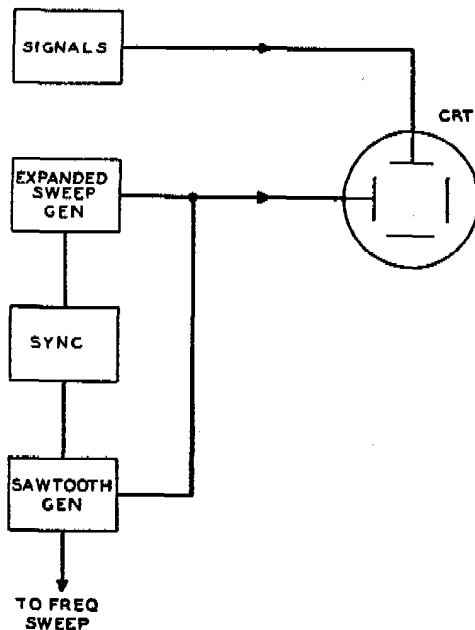 SIGNALS
CRT
EXPANDED
SWEEP
GEN
SYNC
SAWTOOTH
GEN
TO FREQ
SWEEP